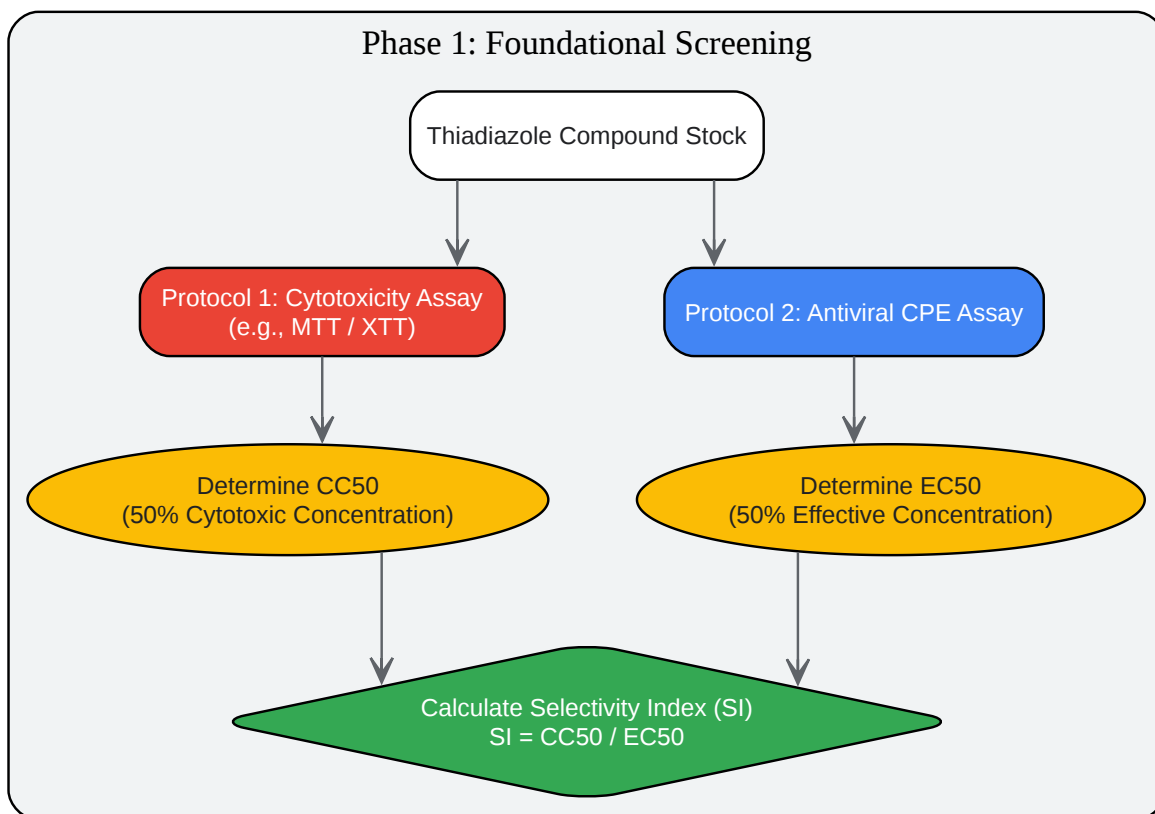 Phase 1: Foundational Screening
Thiadiazole Compound Stock
Protocol 1: Cytotoxicity Assay
(e.g., MTT / XTT)
Protocol 2: Antiviral CPE Assay
Determine CC50
(50% Cytotoxic Concentration)
Determine EC50
(50% Effective Concentration)
Calculate Selectivity Index (SI)
SI = CC50 / EC50